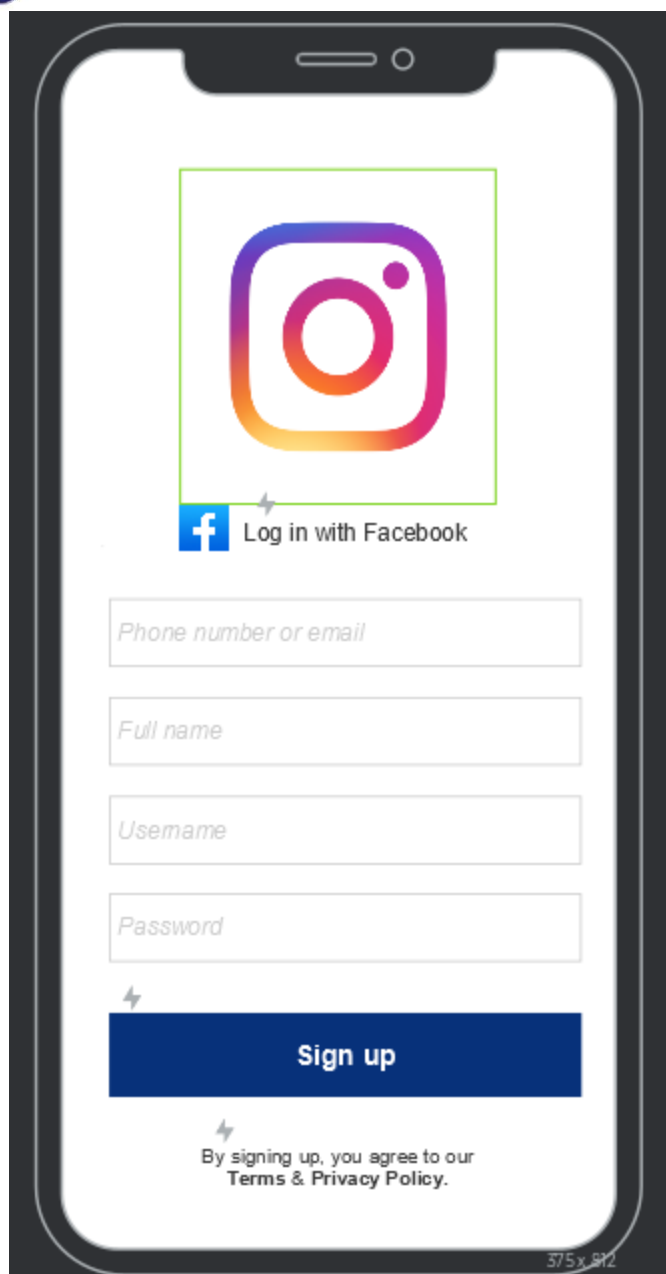 Log in with Facebook
Phone number or email
Full name
Username
Password
Sign up
By signing up, you agree to our
Terms & Privacy Policy.
375 x 812